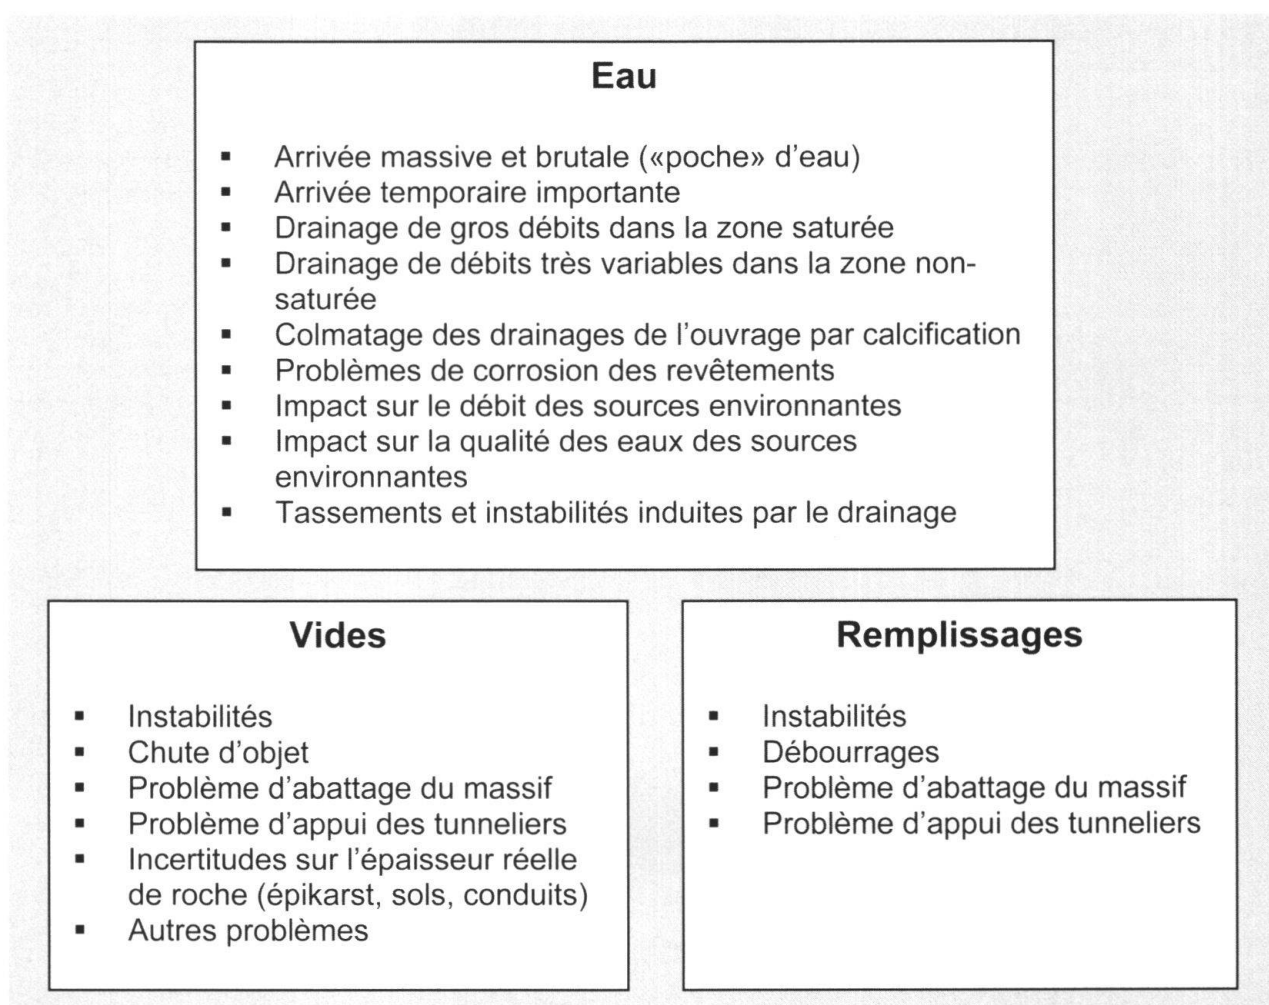 Eau
▪ Arrivée massive et brutale («poche» d’eau)
▪ Arrivée temporaire importante
▪ Drainage de gros débits dans la zone saturée
▪ Drainage de débits très variables dans la zone non-
saturée
▪ Colmatage des drainages de l’ouvrage par calcification
▪ Problèmes de corrosion des revêtements
▪ Impact sur le débit des sources environnantes
▪ Impact sur la qualité des eaux des sources
environnantes
▪ Tassements et instabilités induites par le drainage
Vides
▪ Instabilités
▪ Chute d’objet
▪ Problème d’abattage du massif
▪ Problème d’appui des tunneliers
▪ Incertitudes sur l’épaisseur réelle
de roche (épikarst, sols, conduits)
▪ Autres problèmes
Remplissages
▪ Instabilités
▪ Débourrages
▪ Problème d’abattage du massif
▪ Problème d’appui des tunneliers